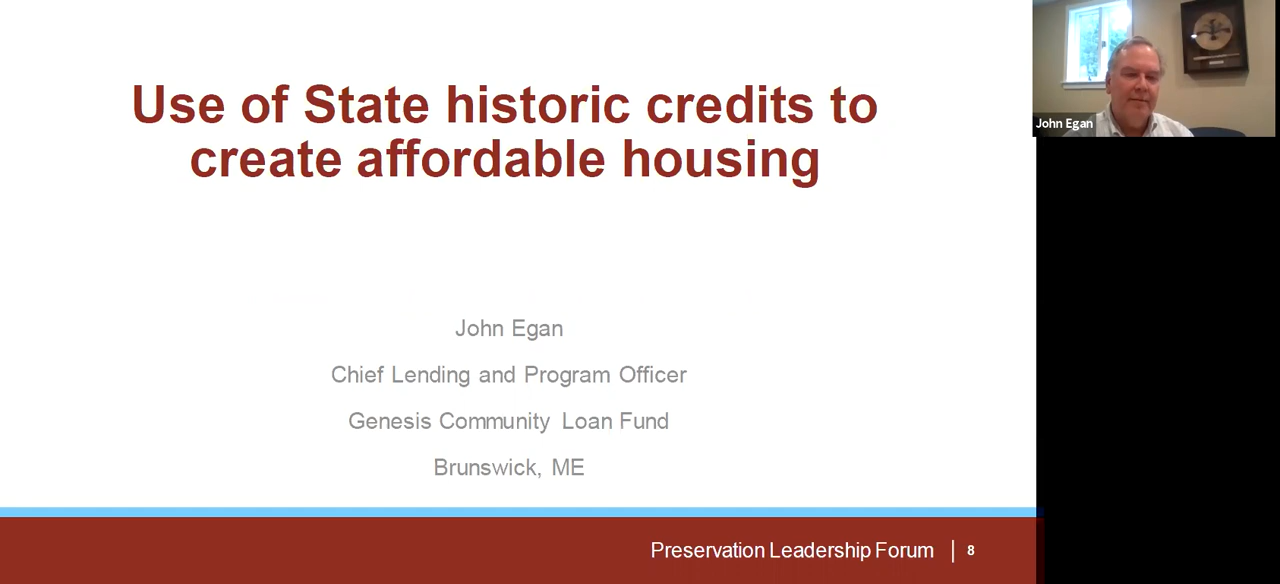 Use of State historic credits to
create affordable housing
John Egan
Chief Lending and Program Officer
Genesis Community Loan Fund
Brunswick, ME
Preservation Leadership Forum | 8
John Egan